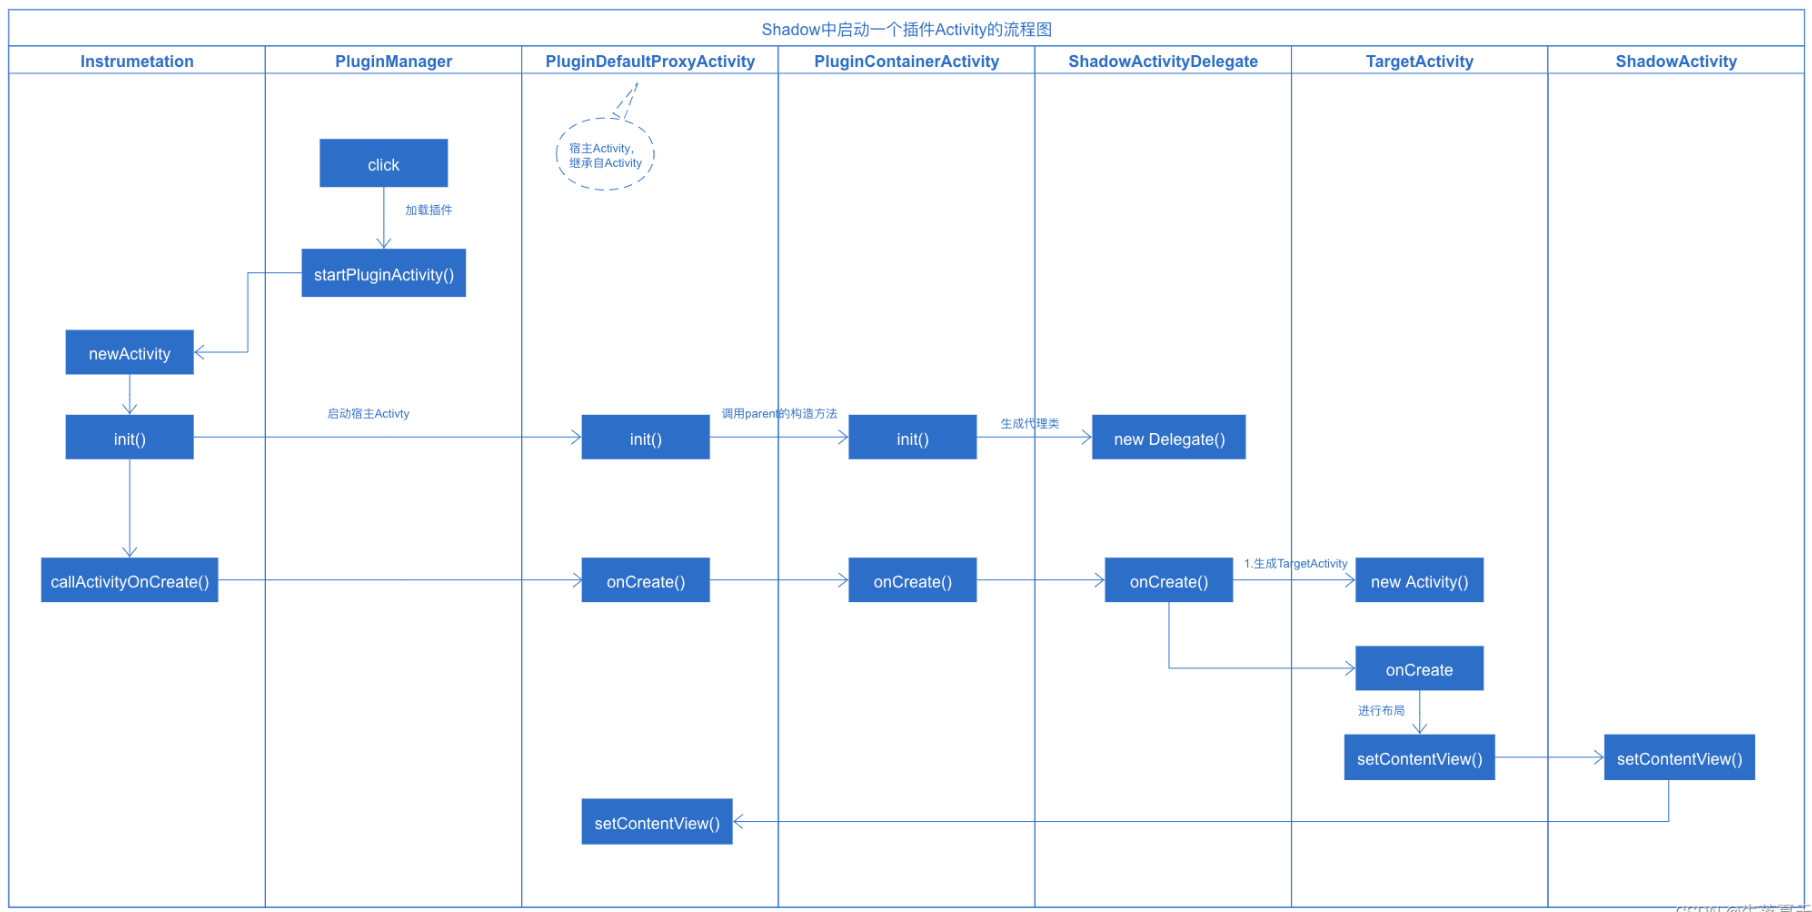 Shadow中启动一个插件Activity的流程图
Instrumetation
PluginManager
PluginDefaultProxyActivity
PluginContainerActivity
ShadowActivityDelegate
TargetActivity
ShadowActivity
宿主Activity,
继承自Activity
click
加载插件
startPluginActivity()
newActivity
启动宿主Activty
调用parent的构造方法
生成代理类
init()
init()
init()
new Delegate()
1.生成TargetActivity
callActivityOnCreate()
onCreate()
onCreate()
onCreate()
new Activity()
onCreate
进行布局
setContentView()
setContentView()
setContentView()